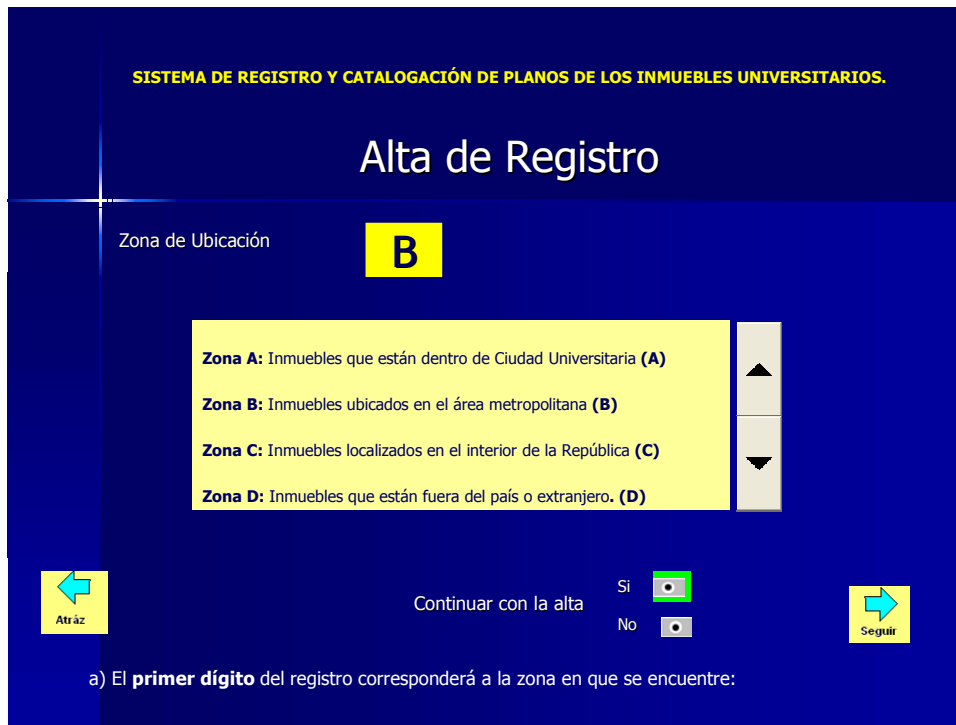 SISTEMA DE REGISTRO Y CATALOGACIÓN DE PLANOS DE LOS INMUEBLES UNIVERSITARIOS.
Alta de Registro
Zona de Ubicación
B
Zona A: Inmuebles que están dentro de Ciudad Universitaria (A)
Zona B: Inmuebles ubicados en el área metropolitana (B)
Zona C: Inmuebles localizados en el interior de la República (C)
Zona D: Inmuebles que están fuera del país o extranjero. (D)
Atráz
Continuar con la alta
Si
No
Seguir
a) El primer dígito del registro corresponderá a la zona en que se encuentre: